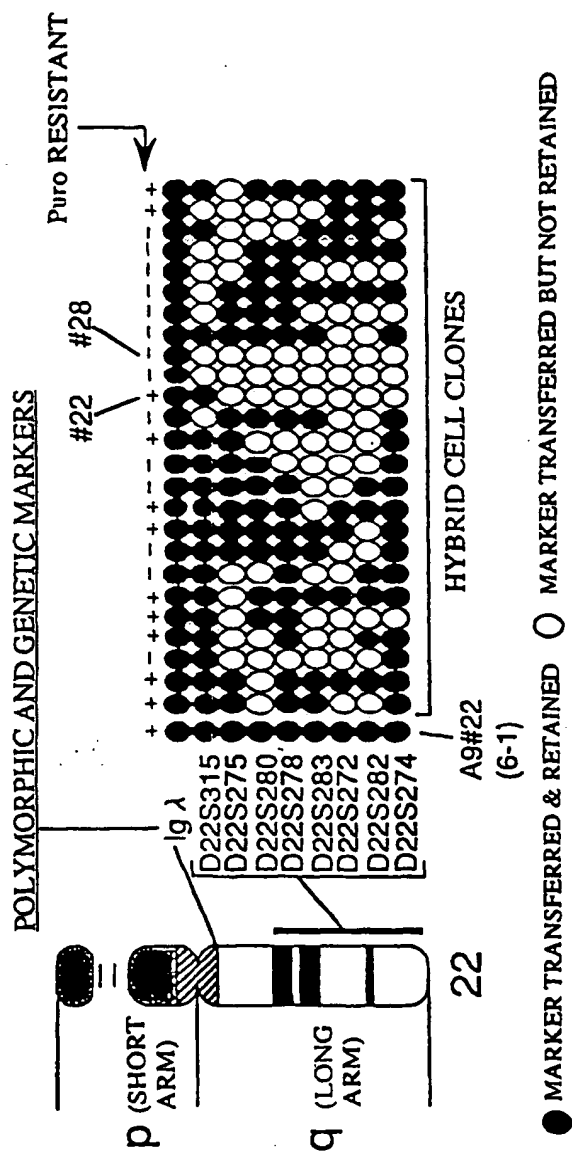 POLYMORPHIC AND GENETIC MARKERS
Puro RESISTANT
#22
#28
+ + + - + + + - - + - - - + - + - - - - - - - - + +
Ig λ
D22S315
D22S275
D22S280
D22S278
D22S283
D22S272
D22S282
D22S274
p (SHORT
ARM)
q (LONG
ARM)
22
A9#22
(6-1)
HYBRID CELL CLONES
● MARKER TRANSFERRED & RETAINED ○ MARKER TRANSFERRED BUT NOT RETAINED